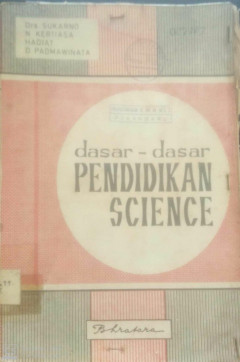 Drs SUKARNO
N. KERTIASA
HADIAT
D. PADMAWINATA
dasar - dasar
PENDIDIKAN
SCIENCE
Bhratara